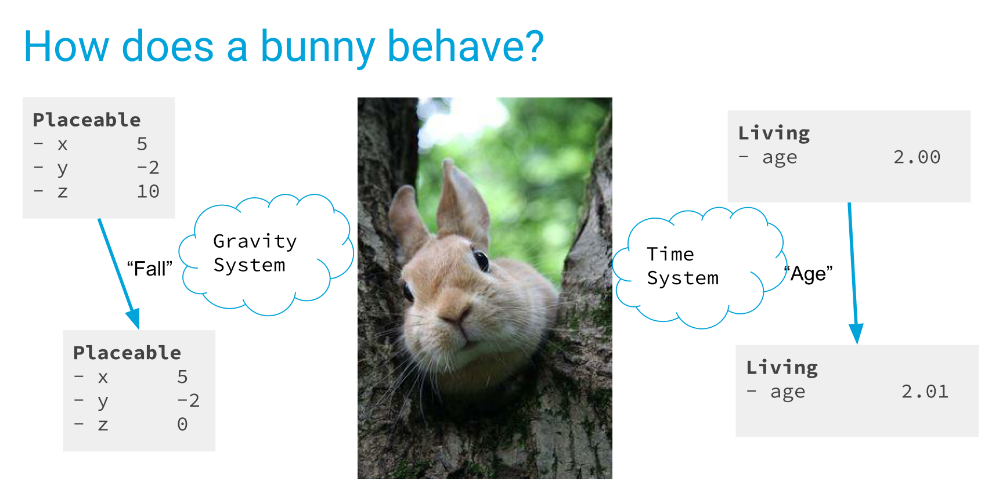 How does a bunny behave?
Placeable
- x 5
- y -2
- z 10
“Fall”
Gravity
System
Placeable
- x 5
- y -2
- z 0
Living
- age 2.00
Time
System
“Age”
Living
- age 2.01